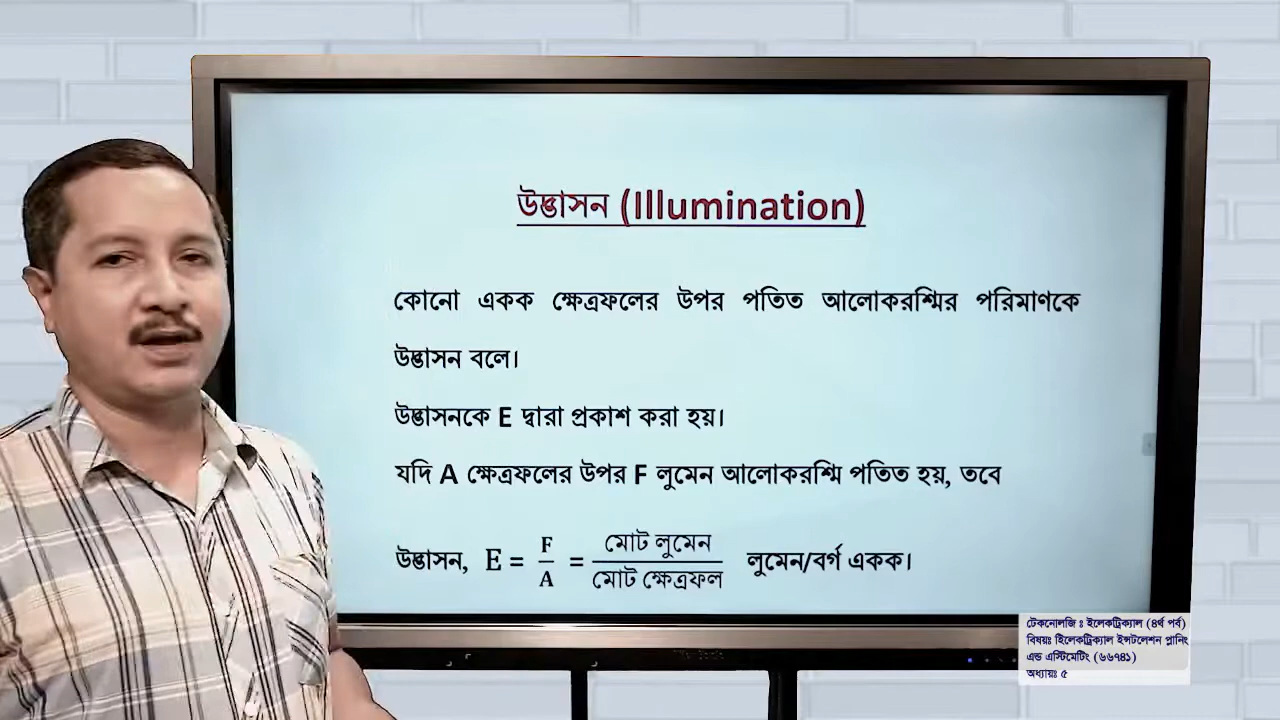 উদ্ভাসন (Illumination)
কোনো একক ক্ষেত্রফলের উপর পতিত আলোকরশ্মির পরিমাণকে
উদ্ভাসন বলে।
উদ্ভাসনকে E দ্বারা প্রকাশ করা হয়।
যদি A ক্ষেত্রফলের উপর F লুমেন আলোকরশ্মি পতিত হয়, তবে
উদ্ভাসন, E = F/A = মোট লুমেন/মোট ক্ষেত্রফল লুমেন/বর্গ একক।
টেকনোলজি ঃ ইলেকট্রিক্যাল (৪র্থ পর্ব)
বিষয়ঃ ইলেকট্রিক্যাল ইন্সটলেশন প্লানিং
এন্ড এস্টিমেটিং (৬৬৭৪১)
অধ্যায়ঃ ৫